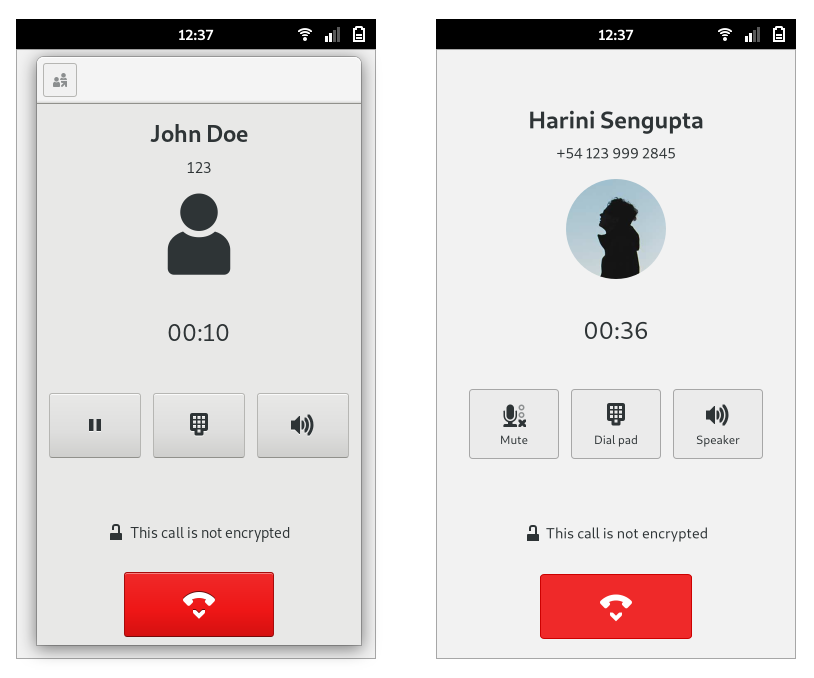 12:37
John Doe
123
00:10
This call is not encrypted
12:37
Harini Sengupta
+54 123 999 2845
00:36
Mute
Dial pad
Speaker
This call is not encrypted